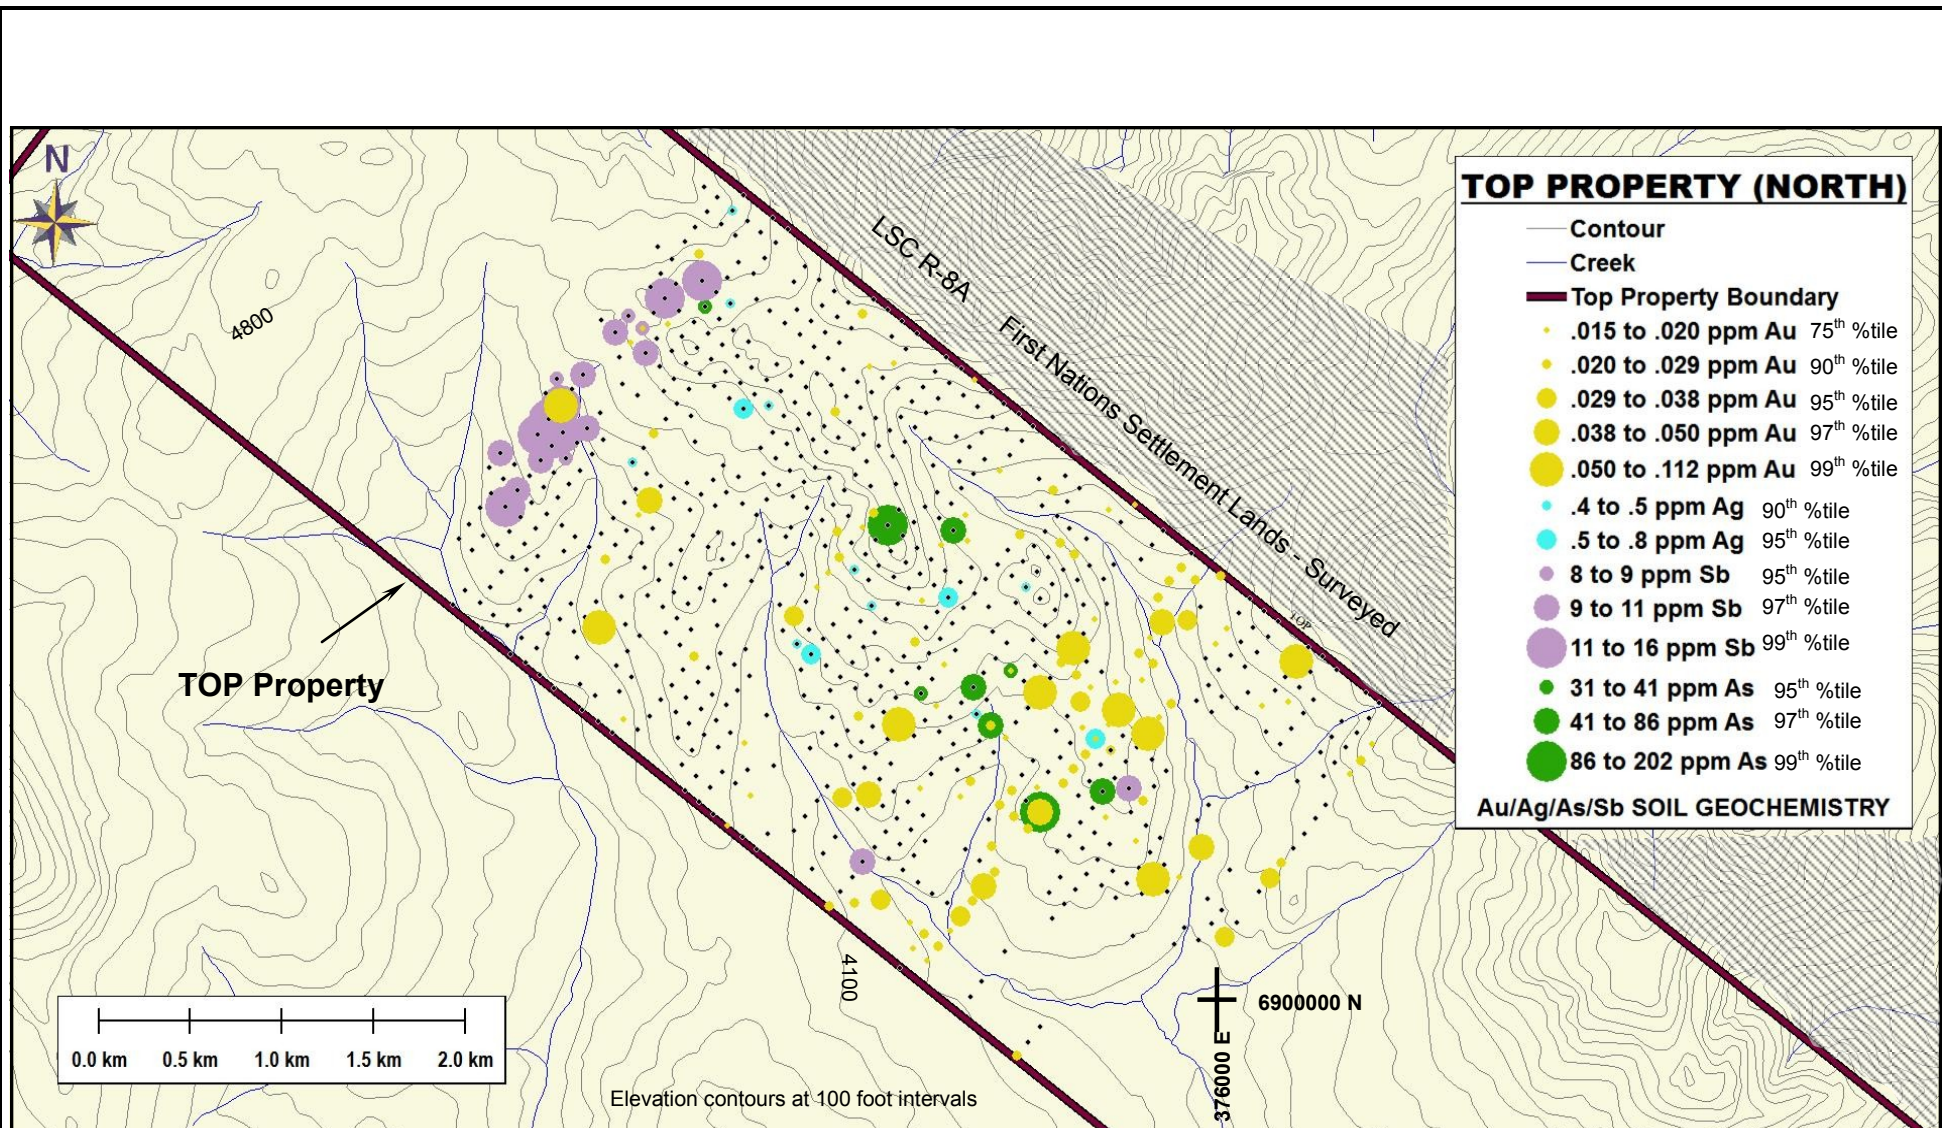 N
TOP PROPERTY (NORTH)
Contour
Creek
Top Property Boundary
.015 to .020 ppm Au 75th %tile
.020 to .029 ppm Au 90th %tile
.029 to .038 ppm Au 95th %tile
.038 to .050 ppm Au 97th %tile
.050 to .112 ppm Au 99th %tile
.4 to .5 ppm Ag 90th %tile
.5 to .8 ppm Ag 95th %tile
8 to 9 ppm Sb 95th %tile
9 to 11 ppm Sb 97th %tile
11 to 16 ppm Sb 99th %tile
31 to 41 ppm As 95th %tile
41 to 86 ppm As 97th %tile
86 to 202 ppm As 99th %tile
Au/Ag/As/Sb SOIL GEOCHEMISTRY
LSC R-8A
First Nations Settlement Lands - Surveyed
4800
TOP
TOP Property
4100
6900000 N
376000 E
0.0 km 0.5 km 1.0 km 1.5 km 2.0 km
Elevation contours at 100 foot intervals